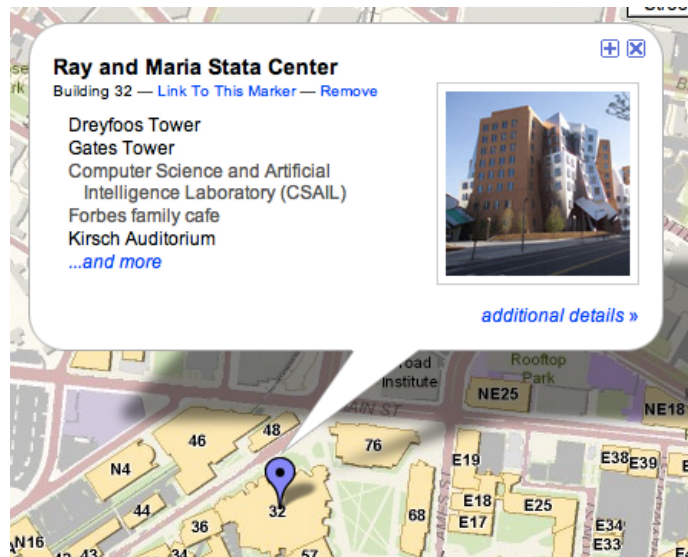 Ray and Maria Stata Center
Building 32 — Link To This Marker — Remove
Dreyfoos Tower
Gates Tower
Computer Science and Artificial
Intelligence Laboratory (CSAIL)
Forbes family cafe
Kirsch Auditorium
...and more
additional details »
Institute
Rooftop
Park
NE25
NE18
MAIN ST
48
46
76
N4
E19
E38
E39
44
32
68
E18
E25
E17
36
N16
E34
E33
43
34
57